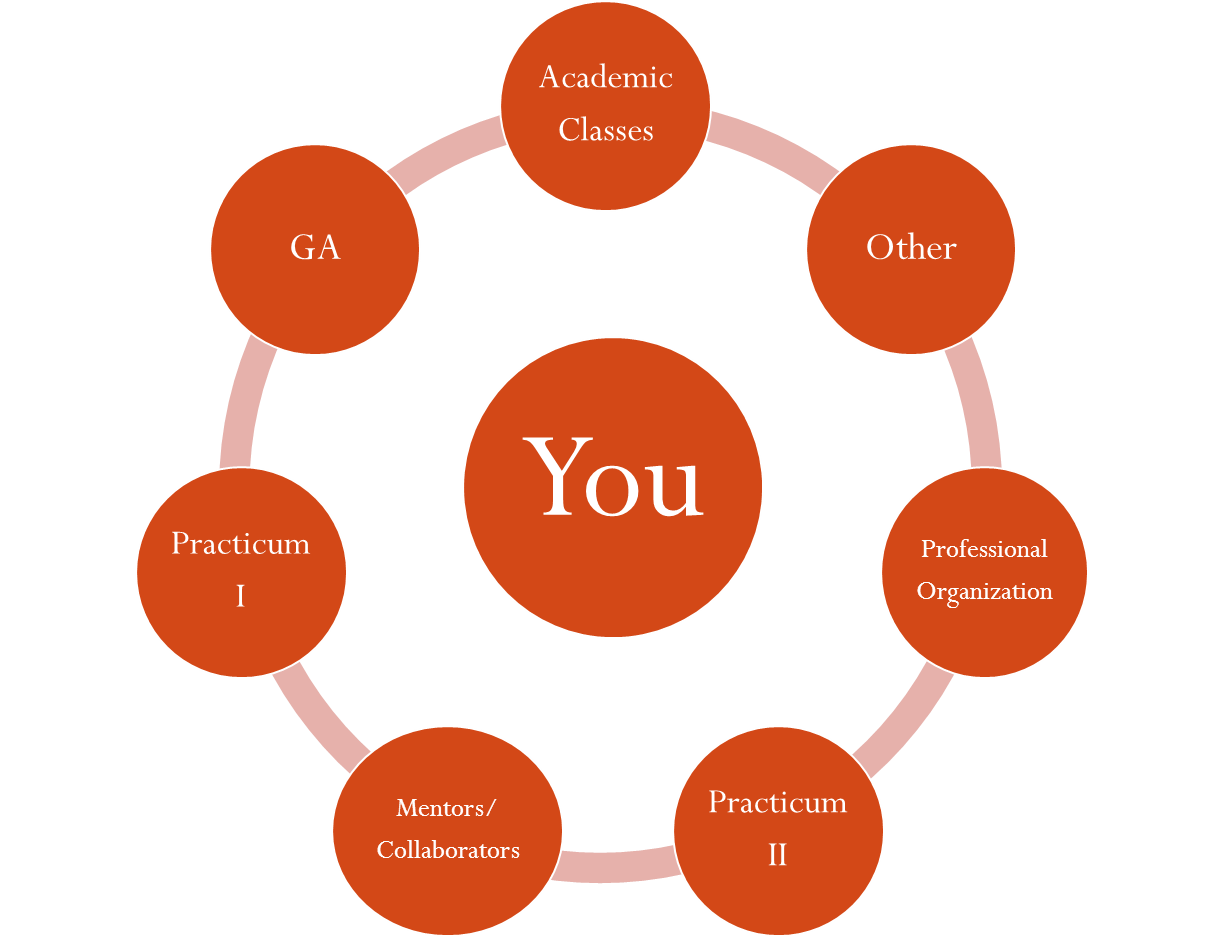 Academic
Classes
GA
Other
You
Practicum
I
Professional
Organization
Mentors/
Collaborators
Practicum
II